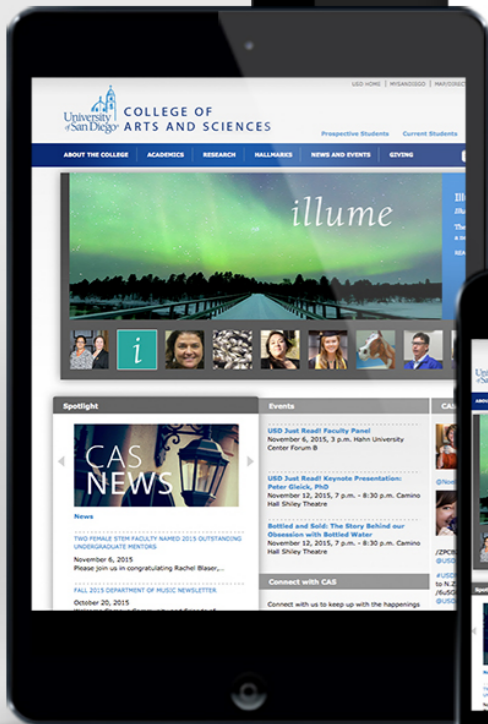 USD HOME | MYSANDIEGO |
University of San Diego
COLLEGE OF
ARTS AND SCIENCES
Prospective Students Current Students
ABOUT THE COLLEGE ACADEMICS RESEARCH HALLMARKS NEWS AND EVENTS GIVING
illume
i
Spotlight
CAS
NEWS
News
TWO FEMALE STEM FACULTY NAMED 2015 OUTSTANDING
UNDERGRADUATE MENTORS
November 6, 2015
Please join us in congratulating Rachel Blaser,...
FALL 2015 DEPARTMENT OF MUSIC NEWSLETTER
October 20, 2015
Events
USD Just Read! Faculty Panel
November 6, 2015, 3 p.m. Hahn University
Center Forum B
USD Just Read! Keynote Presentation:
Peter Gleick, PhD
November 12, 2015, 7 p.m. - 8:30 p.m. Camino
Hall Shiley Theatre
Bottled and Sold: The Story Behind our
Obsession with Bottled Water
November 12, 2015, 7 p.m. - 8:30 p.m. Camino
Hall Shiley Theatre
Connect with CAS
Connect with us to keep up with the happenings